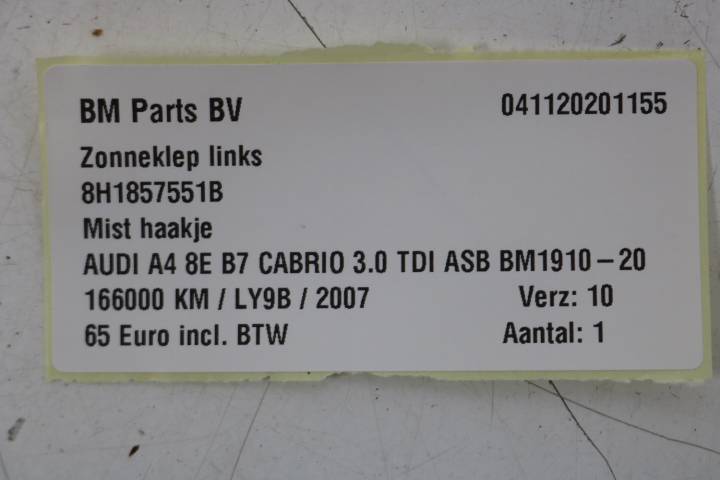 BM Parts BV 041120201155
Zonneklep links
8H1857551B
Mist haakje
AUDI A4 8E B7 CABRIO 3.0 TDI ASB BM1910-20
166000 KM / LY9B / 2007 Verz: 10
65 Euro incl. BTW Aantal: 1